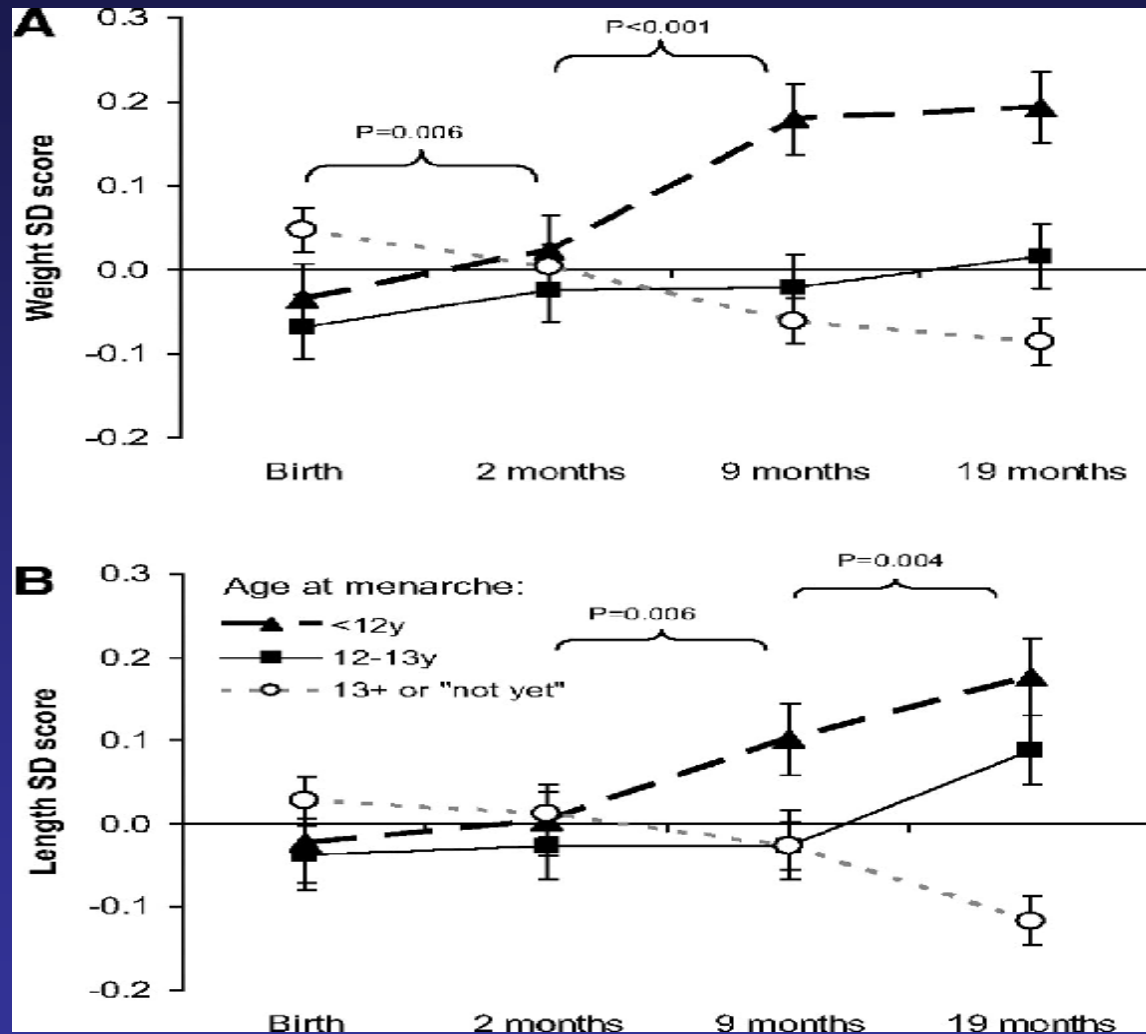 A
0.3
P<0.001
0.2
P=0.006
0.1
0.0
-0.1
-0.2
Weight SD score
Birth 2 months 9 months 19 months
B
0.3
Age at menarche:
<12y
12-13y
13+ or "not yet"
P=0.006
P=0.004
0.2
0.1
0.0
-0.1
-0.2
Length SD score
Birth 2 months 9 months 19 months